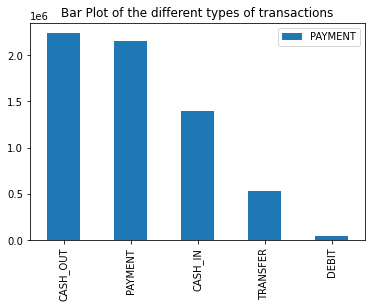 Bar Plot of the different types of transactions
1e6
PAYMENT
2.0
1.5
1.0
0.5
0.0
CASH_OUT
PAYMENT
CASH_IN
TRANSFER
DEBIT